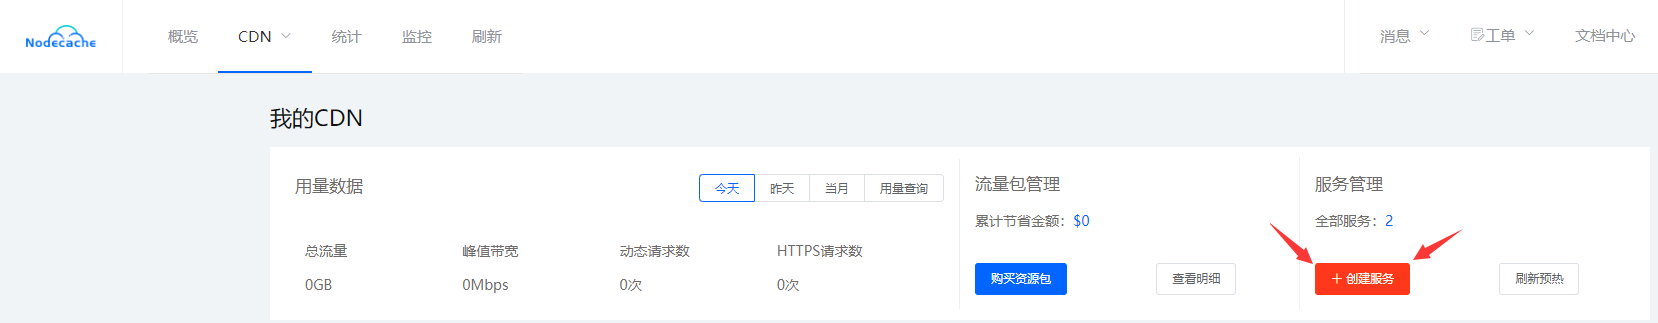 Nodecache 概览 CDN 统计 监控 刷新 消息 工单 文档中心
我的CDN
用量数据 今天 昨天 当月 用量查询
总流量 峰值带宽 动态请求数 HTTPS请求数
0GB 0Mbps 0次 0次
流量包管理
累计节省金额：$0
购买资源包 查看明细
服务管理
全部服务：2
+ 创建服务 刷新预热